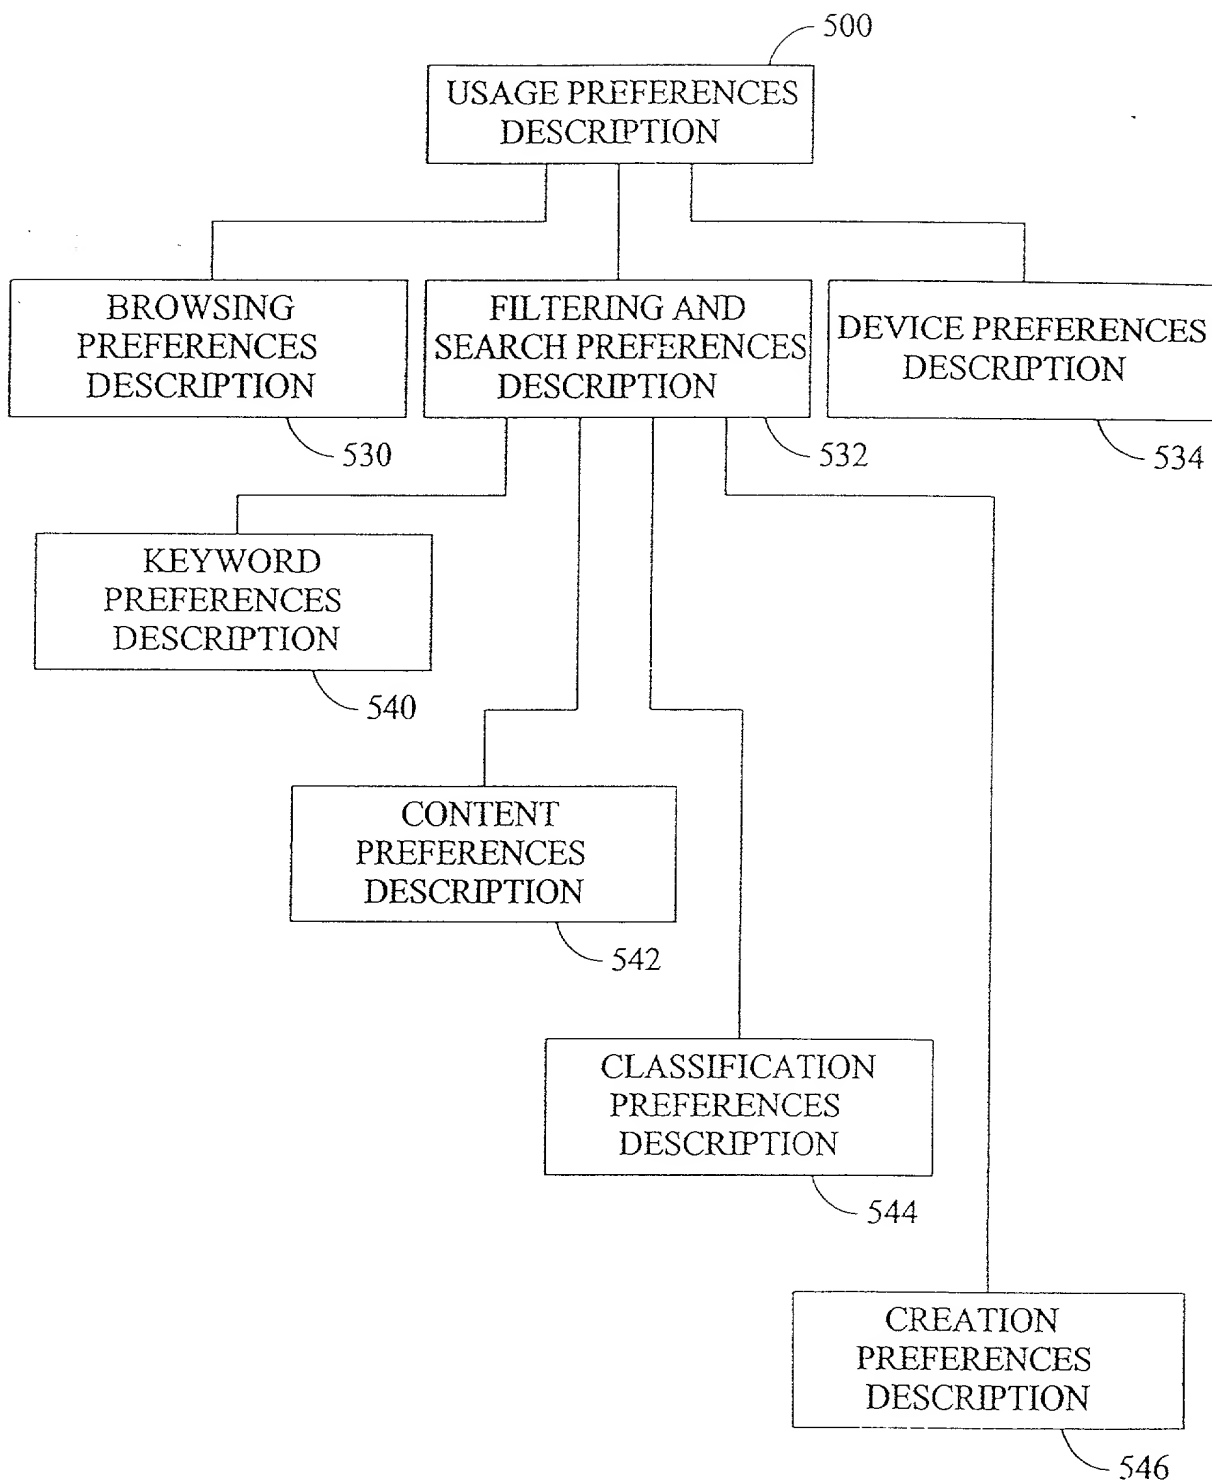 500
USAGE PREFERENCES
DESCRIPTION
BROWSING
PREFERENCES
DESCRIPTION
530
FILTERING AND
SEARCH PREFERENCES
DESCRIPTION
532
DEVICE PREFERENCES
DESCRIPTION
534
KEYWORD
PREFERENCES
DESCRIPTION
540
CONTENT
PREFERENCES
DESCRIPTION
542
CLASSIFICATION
PREFERENCES
DESCRIPTION
544
CREATION
PREFERENCES
DESCRIPTION
546